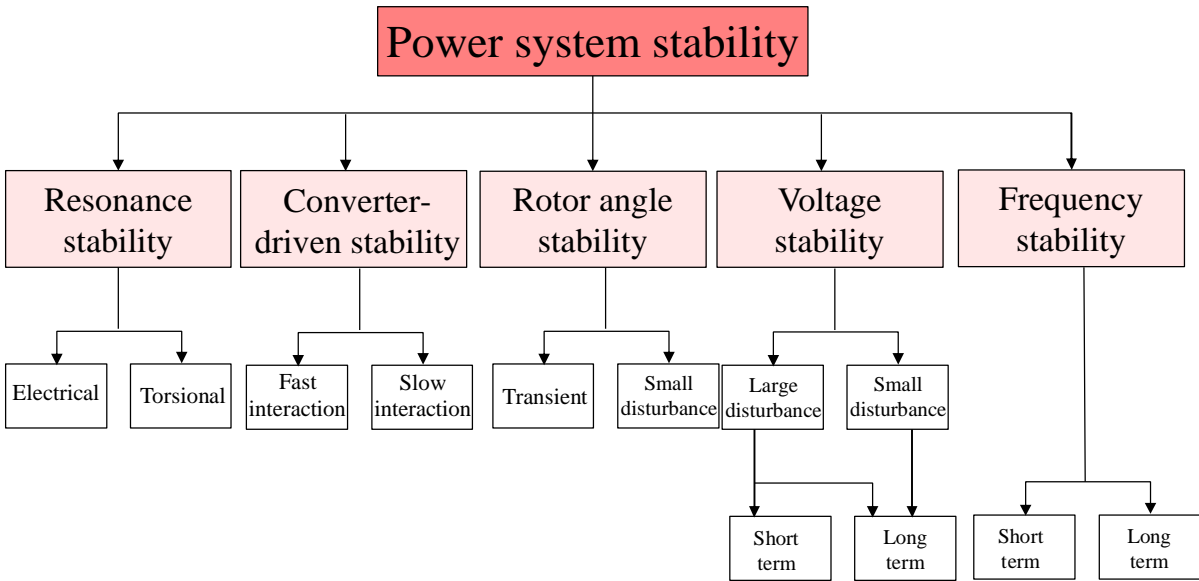 Power system stability
Resonance
stability
Converter-
driven stability
Rotor angle
stability
Voltage
stability
Frequency
stability
Electrical
Torsional
Fast
interaction
Slow
interaction
Transient
Small
disturbance
Large
disturbance
Small
disturbance
Short
term
Long
term
Short
term
Long
term